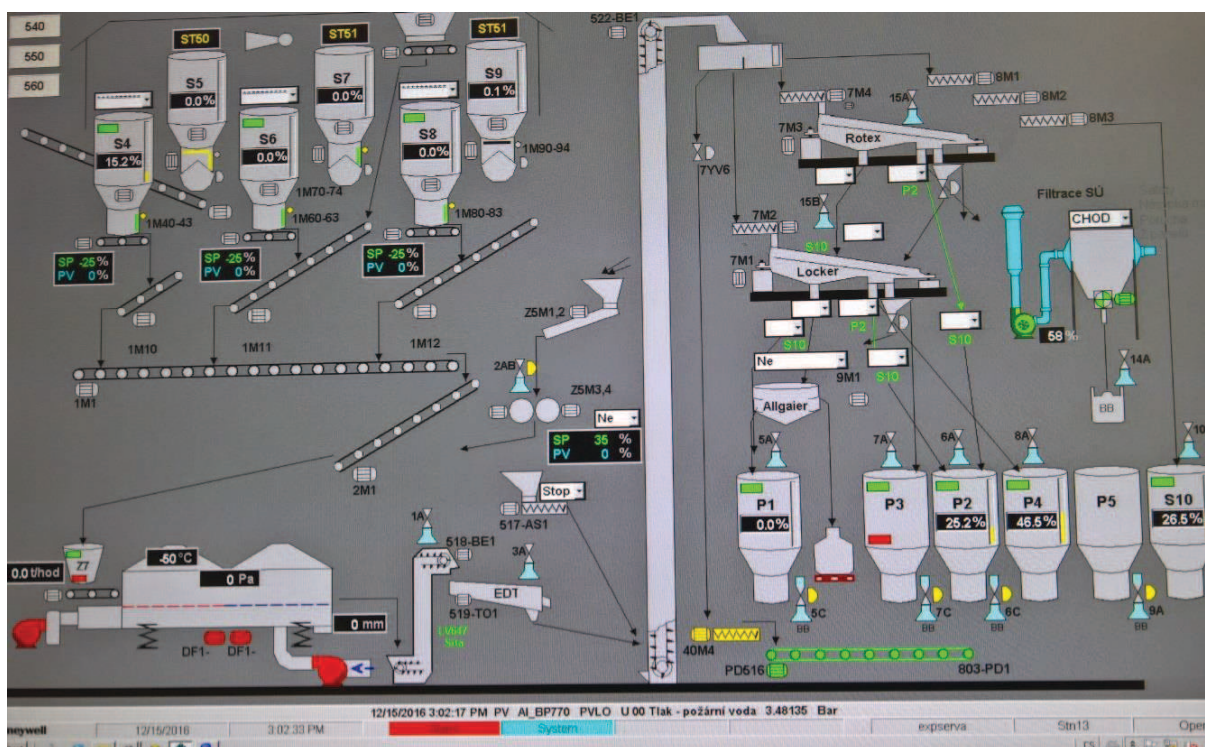 540
550
560
ST50
ST51
ST51
522-BE1
S5
0.0%
S7
0.0%
S9
0.1%
S4
15.2%
S6
0.0%
S8
0.0%
1M90-94
1M70-74
1M40-43
1M60-63
1M80-83
SP -25%
PV 0%
SP -25%
PV 0%
SP -25%
PV 0%
1M10
1M11
1M12
1M1
2M1
Z5M1,2
2AB
Z5M3,4
Ne
SP 35 %
PV 0 %
Stop
517-AS1
1A
518-BE1
3A
EDT
519-TO1
Z7
0.0 t/hod
-50°C
0 Pa
0 mm
DF1-
DF1-
LV647
Síta
8M1
8M2
8M3
7M4
15A
7M3
Rotex
7YV6
P2
15B
S10
7M2
7M1
Locker
P2
S10
S10
S10
Ne
9M1
Allgaier
Filtrace SÚ
CHOD
58 %
14A
BB
5A
7A
6A
8A
10
P1
0.0%
P3
P2
25.2%
P4
46.5%
P5
S10
26.5%
5C
BB
7C
BB
6C
BB
9A
BB
40M4
PD516
803-PD1
12/15/2016 3:02:17 PM PV AI_BP770 PVLO U 00 Tlak - požární voda 3.48135 Bar
neywell 12/15/2016 3:02:33 PM System expserva Stn13 Oper